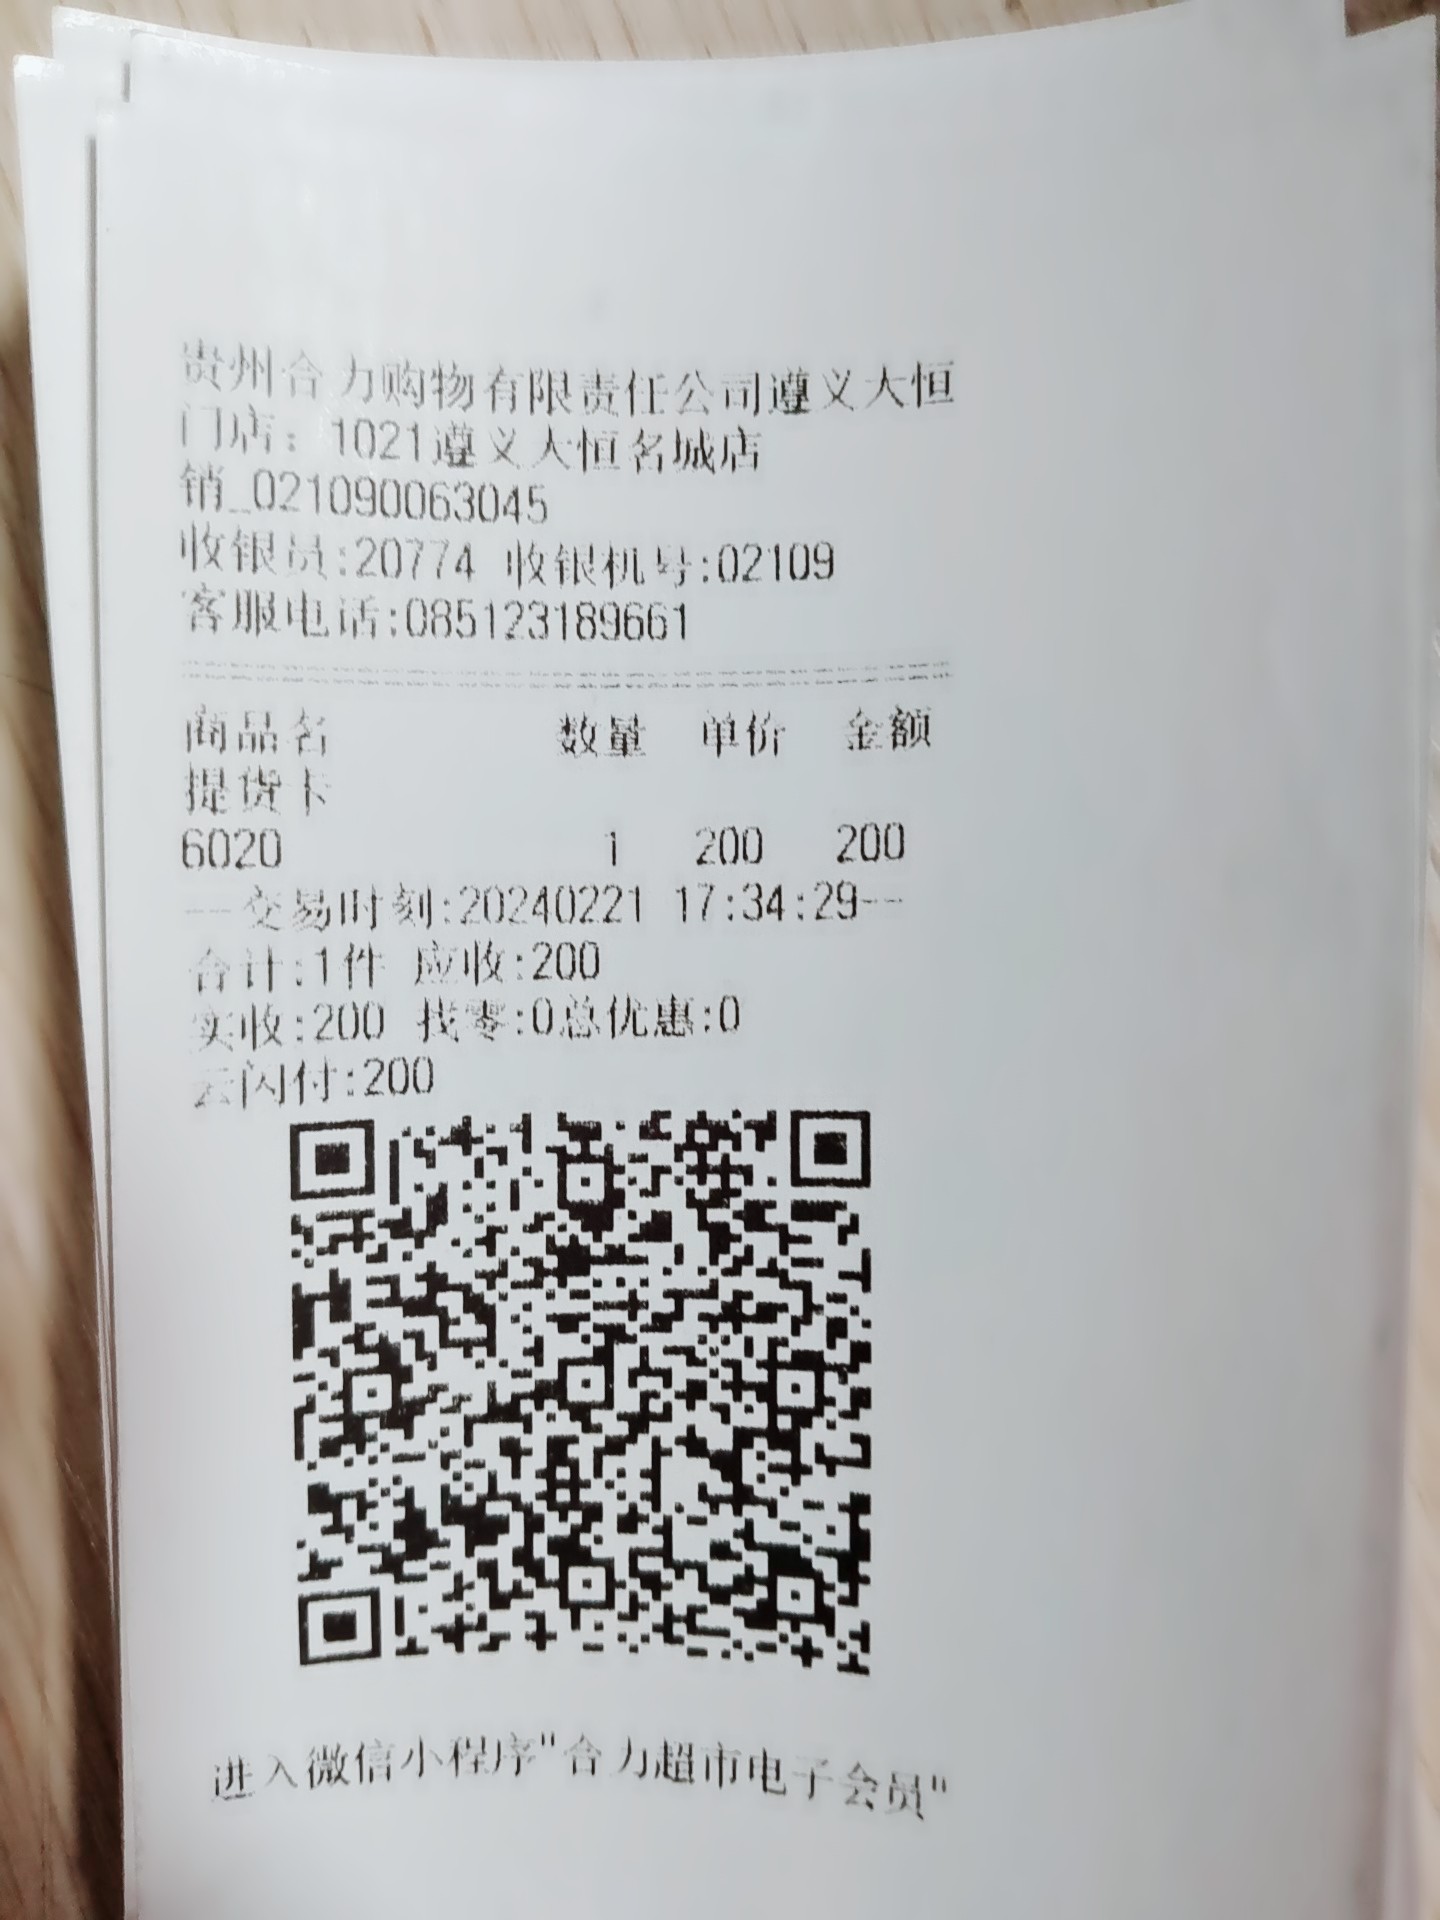 贵州合力购物有限责任公司遵义大恒
门店：1021遵义大恒名城店
销_021090063045
收银员:20774 收银机号:02109
客服电话:085123189661
================================
商品名 数量 单价 金额
提货卡
6020 1 200 200
--交易时刻:20240221 17:34:29--
合计:1件 应收:200
实收:200 找零:0总优惠:0
云闪付:200
进入微信小程序"合力超市电子会员"